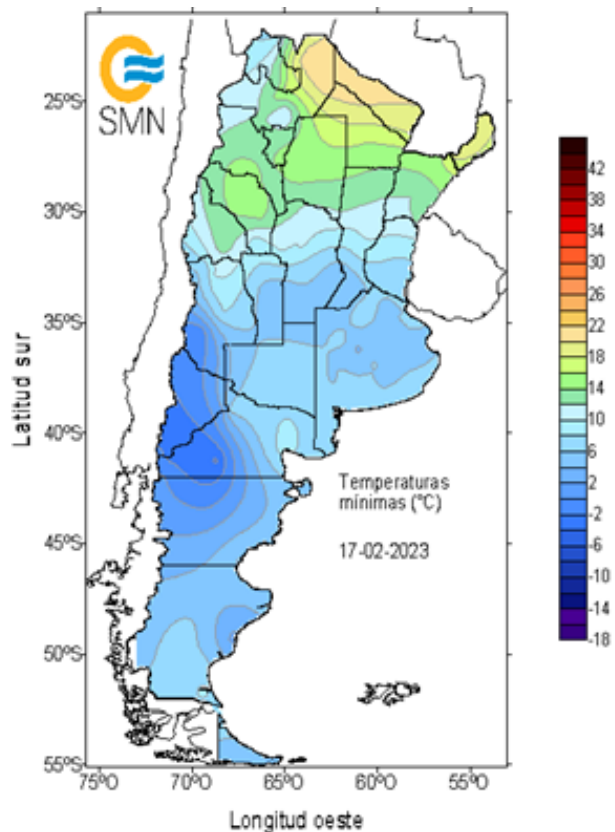 SMN
25ºS
30ºS
35ºS
40ºS
45ºS
50ºS
55ºS
Latitud sur
75ºO
70ºO
65ºO
60ºO
55ºO
Longitud oeste
Temperaturas
mínimas (ºC)
17-02-2023
42
38
34
30
26
22
18
14
10
6
2
-2
-6
-10
-14
-18